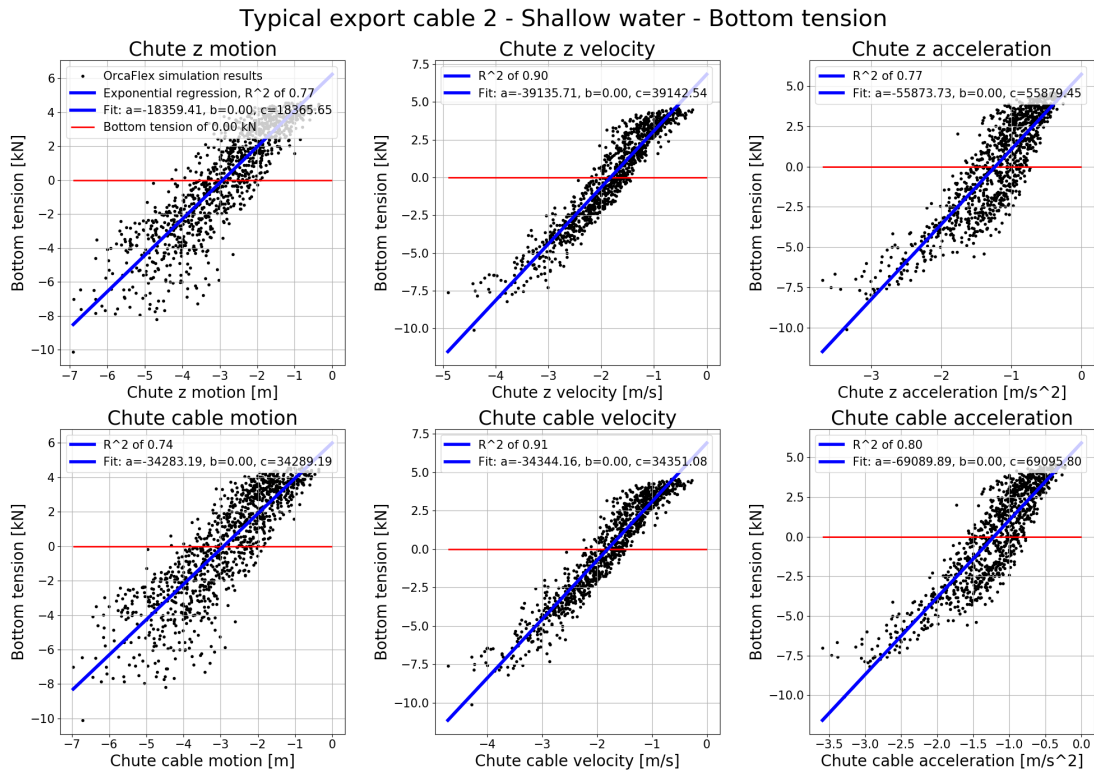 Typical export cable 2 - Shallow water - Bottom tension
Chute z motion
OrcaFlex simulation results
Exponential regression, R^2 of 0.77
Fit: a=-18359.41, b=0.00, c=18365.65
Bottom tension of 0.00 kN
6
4
2
0
−2
−4
−6
−8
−10
Bottom tension [kN]
−7 −6 −5 −4 −3 −2 −1 0
Chute z motion [m]
Chute z velocity
R^2 of 0.90
Fit: a=-39135.71, b=0.00, c=39142.54
7.5
5.0
2.5
0.0
−2.5
−5.0
−7.5
−10.0
Bottom tension [kN]
−5 −4 −3 −2 −1 0
Chute z velocity [m/s]
Chute z acceleration
R^2 of 0.77
Fit: a=-55873.73, b=0.00, c=55879.45
5.0
2.5
0.0
−2.5
−5.0
−7.5
−10.0
Bottom tension [kN]
−3 −2 −1 0
Chute z acceleration [m/s^2]
Chute cable motion
R^2 of 0.74
Fit: a=-34283.19, b=0.00, c=34289.19
6
4
2
0
−2
−4
−6
−8
−10
Bottom tension [kN]
−7 −6 −5 −4 −3 −2 −1 0
Chute cable motion [m]
Chute cable velocity
R^2 of 0.91
Fit: a=-34344.16, b=0.00, c=34351.08
7.5
5.0
2.5
0.0
−2.5
−5.0
−7.5
−10.0
Bottom tension [kN]
−4 −3 −2 −1 0
Chute cable velocity [m/s]
Chute cable acceleration
R^2 of 0.80
Fit: a=-69089.89, b=0.00, c=69095.80
5.0
2.5
0.0
−2.5
−5.0
−7.5
−10.0
Bottom tension [kN]
−3.5 −3.0 −2.5 −2.0 −1.5 −1.0 −0.5 0.0
Chute cable acceleration [m/s^2]